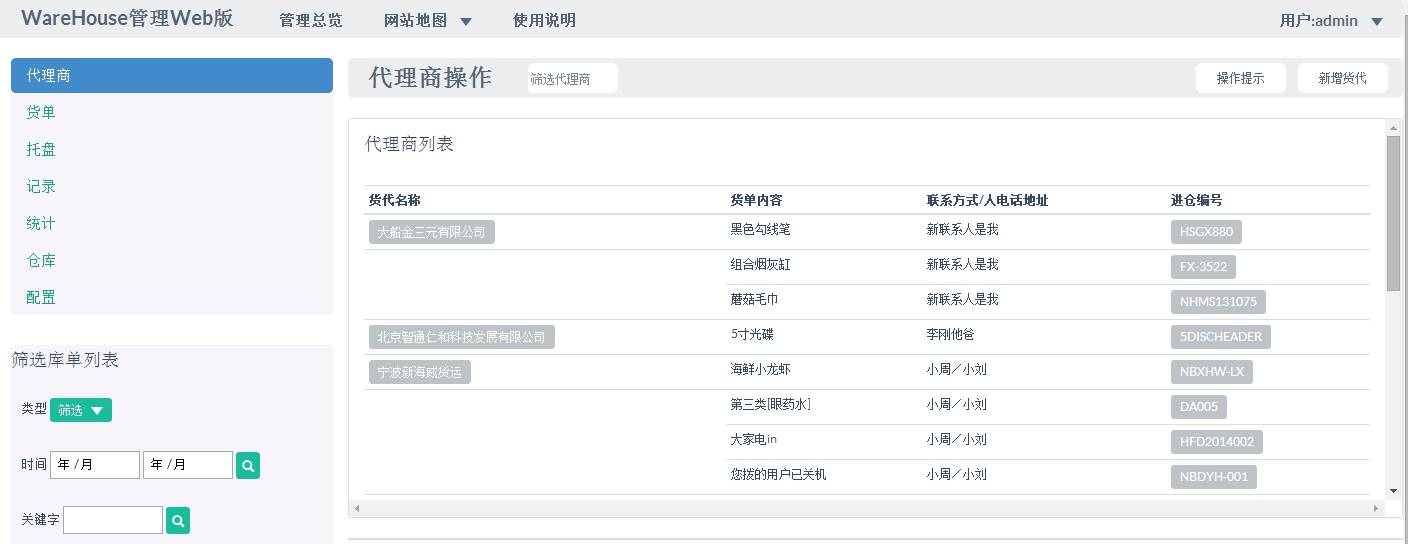 WareHouse管理Web版 管理总览 网站地图 使用说明 用户:admin
代理商
货单
托盘
记录
统计
仓库
配置
筛选库单列表
类型 筛选
时间 年 /月 年 /月
关键字
代理商操作 筛选代理商 操作提示 新增货代
代理商列表
货代名称 货单内容 联系方式/人电话地址 进仓编号
大船金三元有限公司 黑色勾线笔 新联系人是我 HSGX880
组合烟灰缸 新联系人是我 FX-3522
蘑菇毛巾 新联系人是我 NHMS131075
北京智通仁和科技发展有限公司 5寸光碟 李刚他爸 5DISCHEADER
宁波新海威货运 海鲜小龙虾 小周／小刘 NBXHW-LX
第三类[眼药水] 小周／小刘 DA005
大家电in 小周／小刘 HFD2014002
您拨的用户已关机 小周／小刘 NBDYH-001